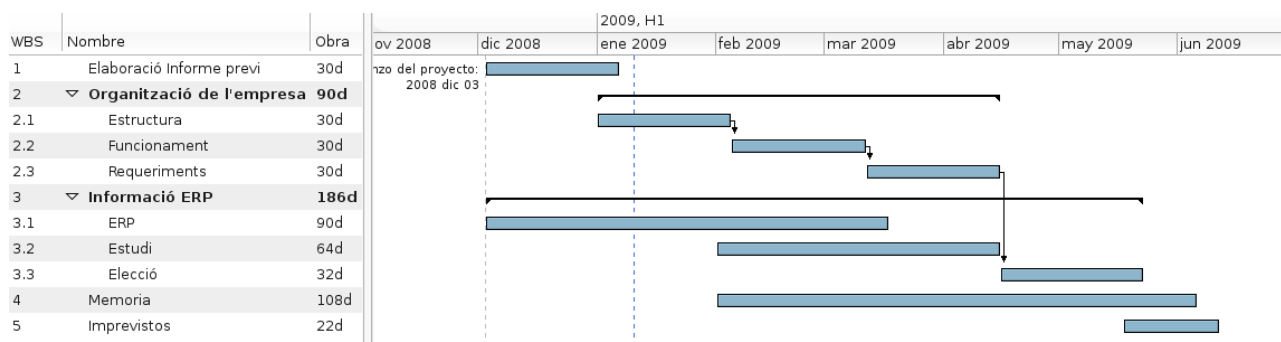 2009, H1
WBS Nombre Obra ov 2008 dic 2008 ene 2009 feb 2009 mar 2009 abr 2009 may 2009 jun 2009
1 Elaboració Informe previ 30d nzo del proyecto:
2008 dic 03
2 Organització de l'empresa 90d
2.1 Estructura 30d
2.2 Funcionament 30d
2.3 Requeriments 30d
3 Informació ERP 186d
3.1 ERP 90d
3.2 Estudi 64d
3.3 Elecció 32d
4 Memoria 108d
5 Imprevistos 22d